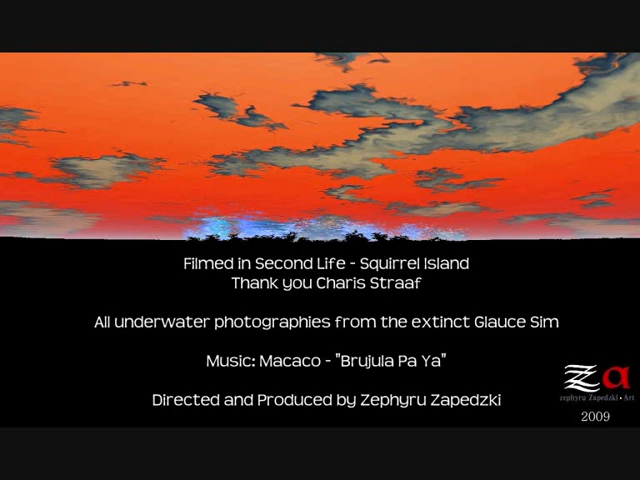 Filmed in Second Life - Squirrel Island
Thank you Charis Straaf
All underwater photographies from the extinct Glauce Sim
Music: Macaco - "Brujula Pa Ya"
Directed and Produced by Zephyru Zapedzki
Za
zephyru Zapedzki • Art
2009